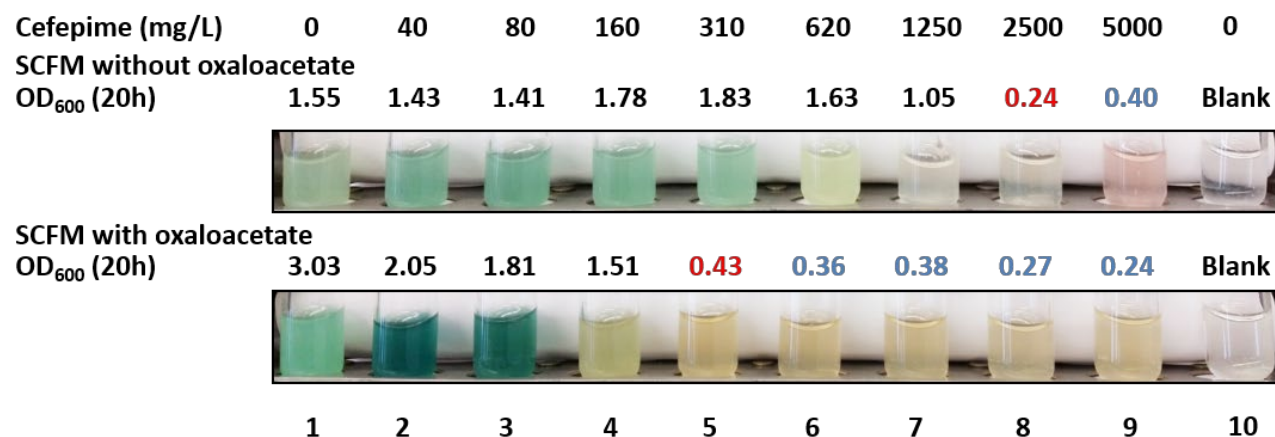 Cefepime (mg/L) 0 40 80 160 310 620 1250 2500 5000 0
SCFM without oxaloacetate
OD₆₀₀ (20h) 1.55 1.43 1.41 1.78 1.83 1.63 1.05 0.24 0.40 Blank
SCFM with oxaloacetate
OD₆₀₀ (20h) 3.03 2.05 1.81 1.51 0.43 0.36 0.38 0.27 0.24 Blank
1 2 3 4 5 6 7 8 9 10